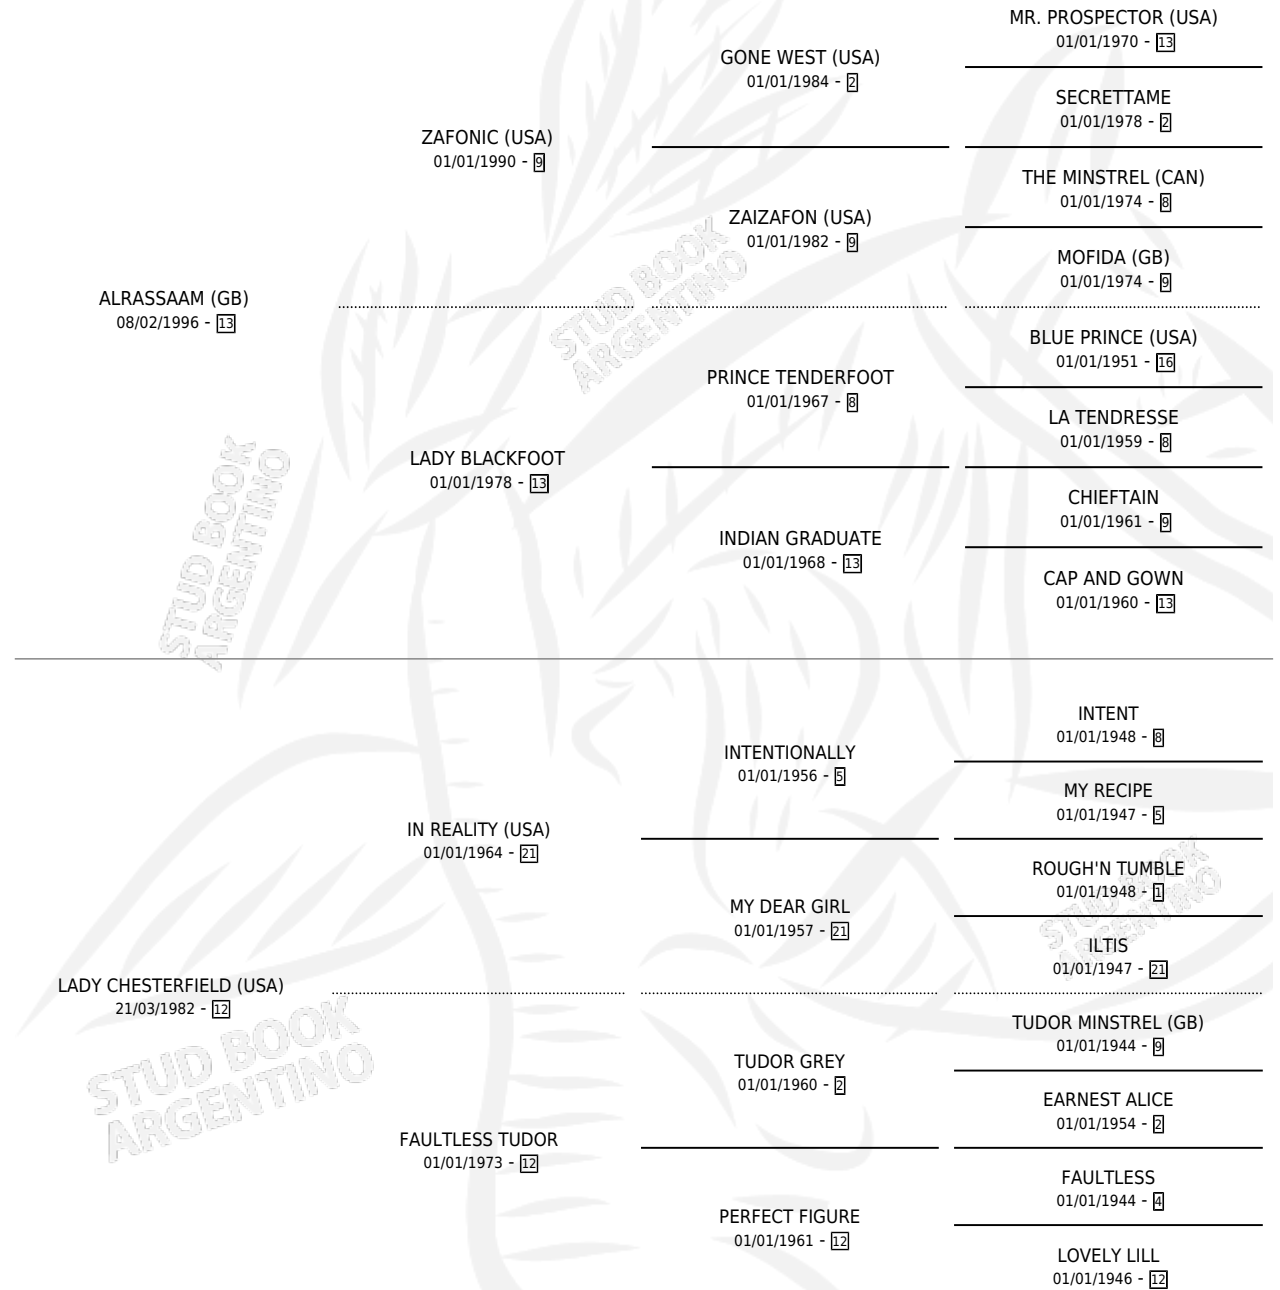 MR. PROSPECTOR (USA)
01/01/1970 - 13
GONE WEST (USA)
01/01/1984 - 2
SECRETTAME
01/01/1978 - 2
ZAFONIC (USA)
01/01/1990 - 9
THE MINSTREL (CAN)
01/01/1974 - 8
ZAIZAFON (USA)
01/01/1982 - 9
MOFIDA (GB)
01/01/1974 - 9
ALRASSAAM (GB)
08/02/1996 - 13
BLUE PRINCE (USA)
01/01/1951 - 16
PRINCE TENDERFOOT
01/01/1967 - 8
LA TENDRESSE
01/01/1959 - 8
LADY BLACKFOOT
01/01/1978 - 13
CHIEFTAIN
01/01/1961 - 9
INDIAN GRADUATE
01/01/1968 - 13
CAP AND GOWN
01/01/1960 - 13
INTENT
01/01/1948 - 8
INTENTIONALLY
01/01/1956 - 5
MY RECIPE
01/01/1947 - 5
IN REALITY (USA)
01/01/1964 - 21
ROUGH'N TUMBLE
01/01/1948 - 1
MY DEAR GIRL
01/01/1957 - 21
ILTIS
01/01/1947 - 21
LADY CHESTERFIELD (USA)
21/03/1982 - 12
TUDOR MINSTREL (GB)
01/01/1944 - 9
TUDOR GREY
01/01/1960 - 2
EARNEST ALICE
01/01/1954 - 2
FAULTLESS TUDOR
01/01/1973 - 12
FAULTLESS
01/01/1944 - 4
PERFECT FIGURE
01/01/1961 - 12
LOVELY LILL
01/01/1946 - 12
STUD BOOK
ARGENTINO
STUD BOOK
ARGENTINO
STUD BOOK
ARGENTINO
STUD BOOK
ARGENTINO